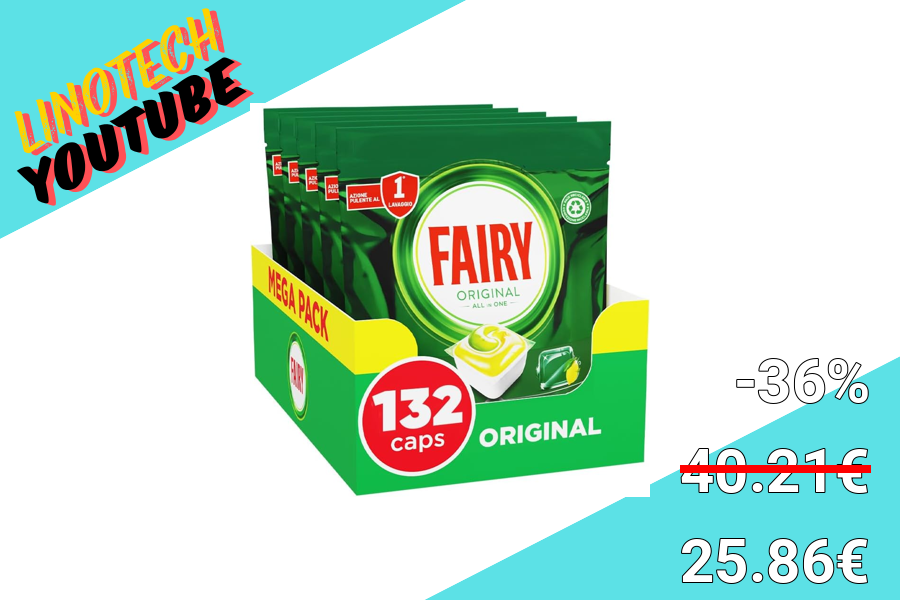 LINOTECH
YOUTUBE
AZIONE
PULENTE AL
1°
LAVAGGIO
FAIRY
ORIGINAL
ALL IN ONE
MEGA PACK
FAIRY
132
caps
ORIGINAL
-36%
40.21€
25.86€